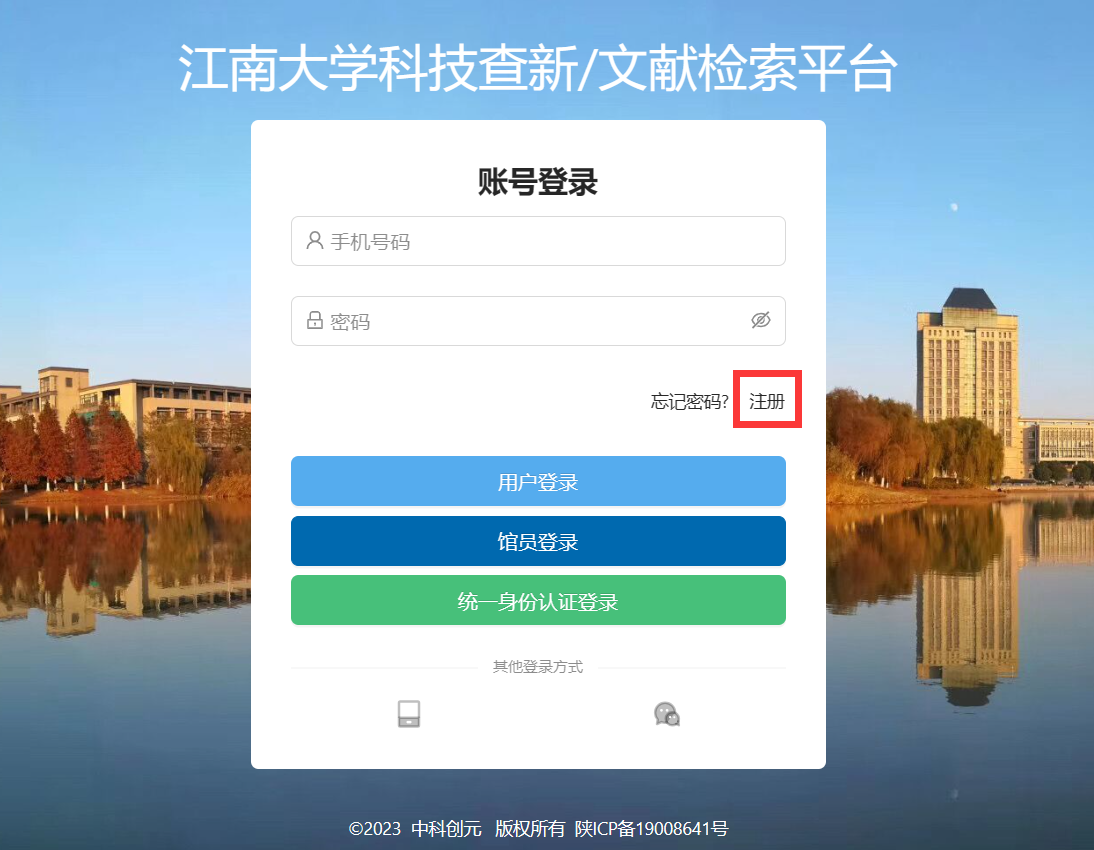 江南大学科技查新/文献检索平台
账号登录
手机号码
密码
忘记密码? 注册
用户登录
馆员登录
统一身份认证登录
其他登录方式
©2023 中科创元 版权所有 陕ICP备19008641号